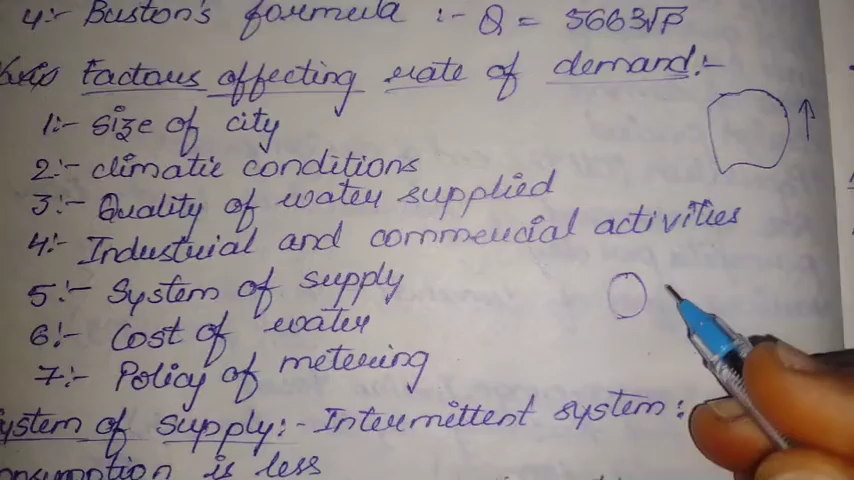 4:- Buston's formula :- Q = 5663√P
Factors affecting rate of demand:-
1:- Size of city
2:- climatic conditions
3:- Quality of water supplied
4:- Industrial and commercial activities
5:- System of supply
6:- Cost of water
7:- Policy of metering
ystem of supply:- Intermittent system:
onsumption is less